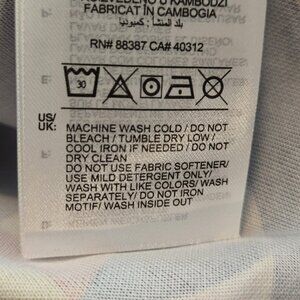 FABRICAT ÎN CAMBOGIA
بلد المنشأ: كمبوديا
RN# 88387 CA# 40312
30
US/
UK:
MACHINE WASH COLD / DO NOT
BLEACH / TUMBLE DRY LOW /
COOL IRON IF NEEDED / DO NOT
DRY CLEAN
DO NOT USE FABRIC SOFTENER/
USE MILD DETERGENT ONLY/
WASH WITH LIKE COLORS/ WASH
SEPARATELY/ DO NOT IRON
MOTIF/ WASH INSIDE OUT